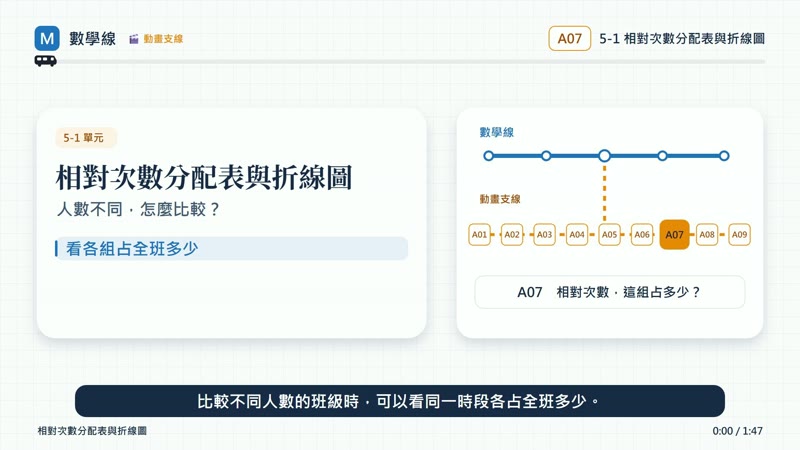 M 數學線 動畫支線
A07 5-1 相對次數分配表與折線圖
5-1 單元
相對次數分配表與折線圖
人數不同，怎麼比較？
看各組占全班多少
數學線
動畫支線
A01 A02 A03 A04 A05 A06 A07 A08 A09
A07 相對次數，這組占多少？
比較不同人數的班級時，可以看同一時段各占全班多少。
相對次數分配表與折線圖
0:00 / 1:47